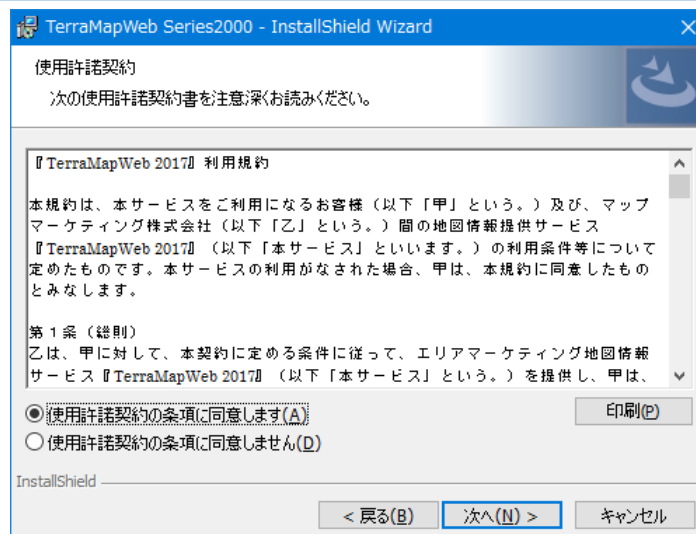 TerraMapWeb Series2000 - InstallShield Wizard
使用許諾契約
次の使用許諾契約書を注意深くお読みください。
『TerraMapWeb 2017』利用規約
本規約は、本サービスをご利用になるお客様（以下「甲」という。）及び、マップ
マーケティング株式会社（以下「乙」という。）間の地図情報提供サービス
『TerraMapWeb 2017』（以下「本サービス」といいます。）の利用条件等について
定めたものです。本サービスの利用がなされた場合、甲は、本規約に同意したもの
とみなします。
第１条（総則）
乙は、甲に対して、本契約に定める条件に従って、エリアマーケティング地図情報
サービス『TerraMapWeb 2017』（以下「本サービス」という。）を提供し、甲は、
使用許諾契約の条項に同意します(A)
印刷(P)
使用許諾契約の条項に同意しません(D)
InstallShield
< 戻る(B)
次へ(N) >
キャンセル